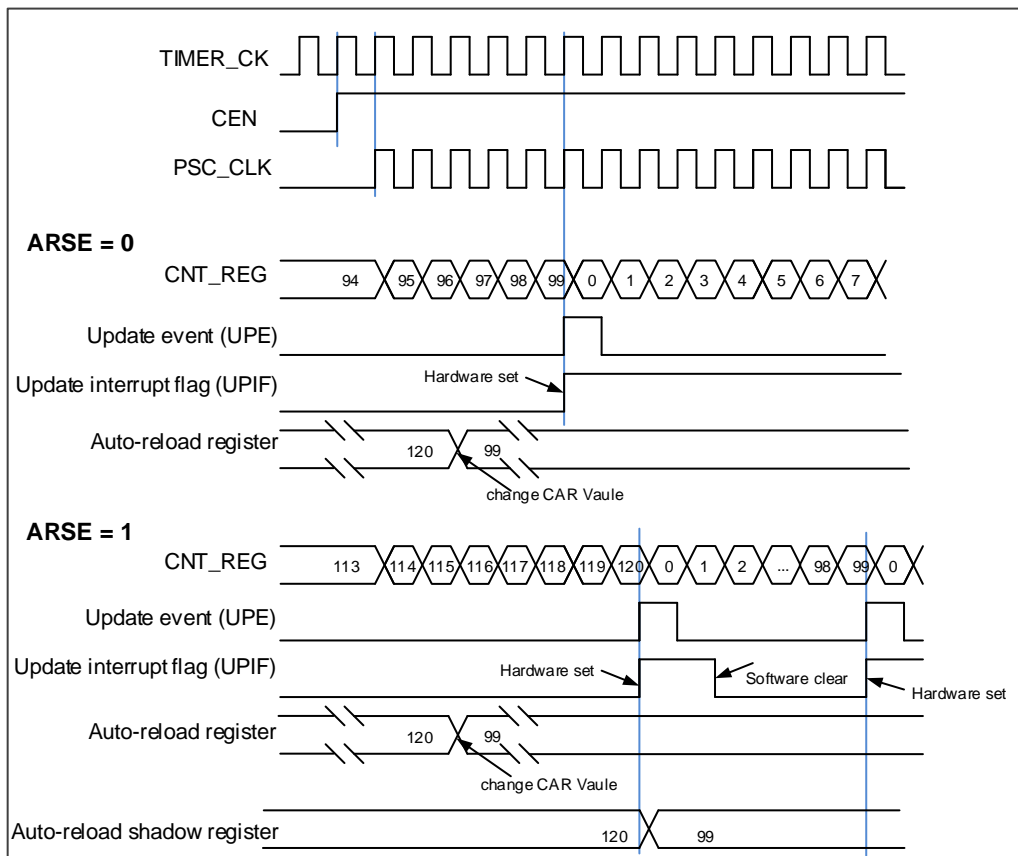 TIMER_CK
CEN
PSC_CLK
ARSE = 0
CNT_REG 94 95 96 97 98 99 0 1 2 3 4 5 6 7
Update event (UPE)
Update interrupt flag (UPIF) Hardware set
Auto-reload register 120 99
change CAR Vaule
ARSE = 1
CNT_REG 113 114 115 116 117 118 119 120 0 1 2 ... 98 99 0
Update event (UPE)
Update interrupt flag (UPIF) Hardware set Software clear Hardware set
Auto-reload register 120 99
change CAR Vaule
Auto-reload shadow register 120 99